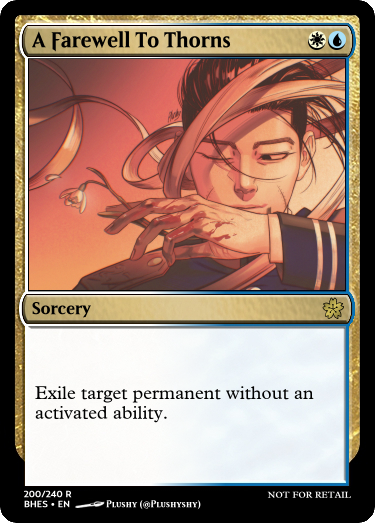 A Farewell To Thorns
Sorcery
Exile target permanent without an
activated ability.
200/240 R
NOT FOR RETAIL
BHES • EN Plushy (@Plushyshy)